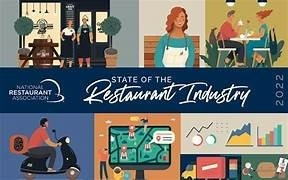 NATIONAL
RESTAURANT
ASSOCIATION
STATE OF THE
Restaurant Industry
2022